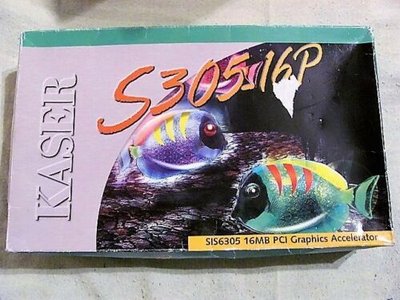 KASER
S305-16P
SIS6305 16MB PCI Graphics Accelerator